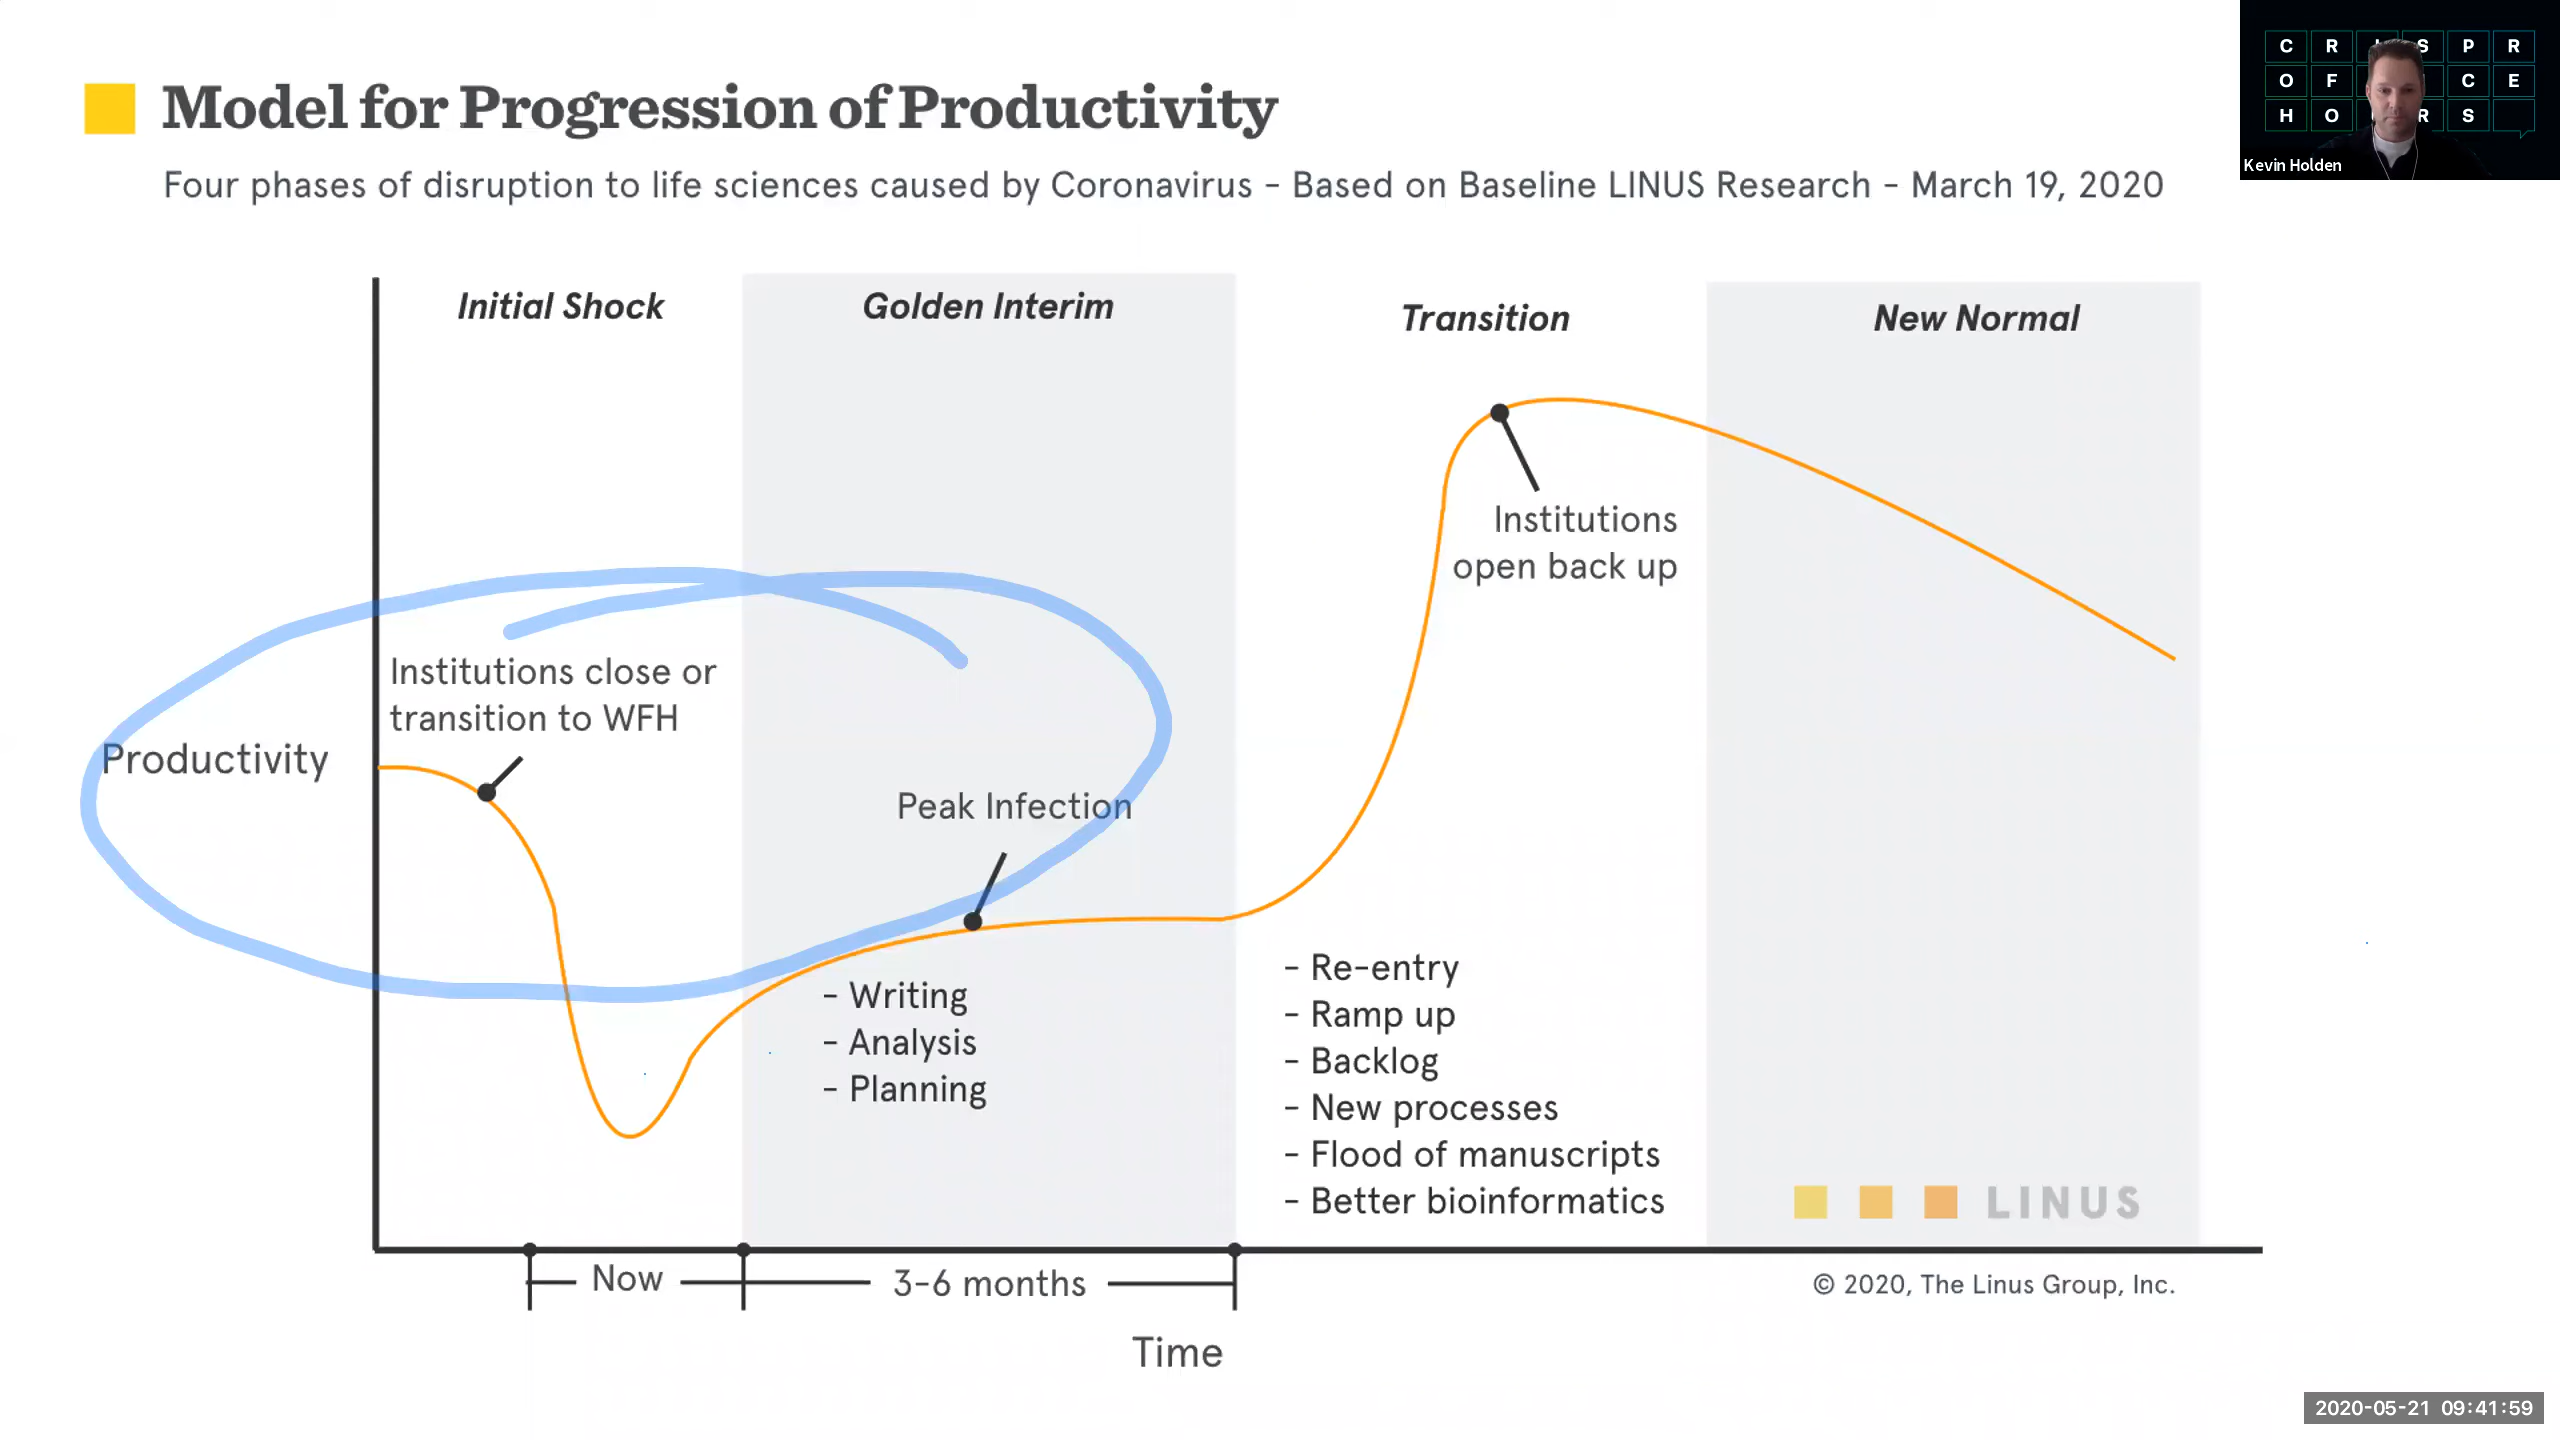 Model for Progression of Productivity
Four phases of disruption to life sciences caused by Coronavirus - Based on Baseline LINUS Research - March 19, 2020
C R I S P R
O F C E
H O R S
Kevin Holden
Initial Shock
Golden Interim
Transition
New Normal
Institutions
open back up
Institutions close or
transition to WFH
Productivity
Peak Infection
- Writing
- Analysis
- Planning
- Re-entry
- Ramp up
- Backlog
- New processes
- Flood of manuscripts
- Better bioinformatics
LINUS
Now
3-6 months
© 2020, The Linus Group, Inc.
Time
2020-05-21 09:41:59